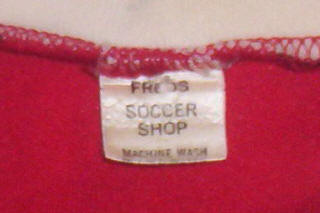 FREDS
SOCCER
SHOP
MACHINE WASH